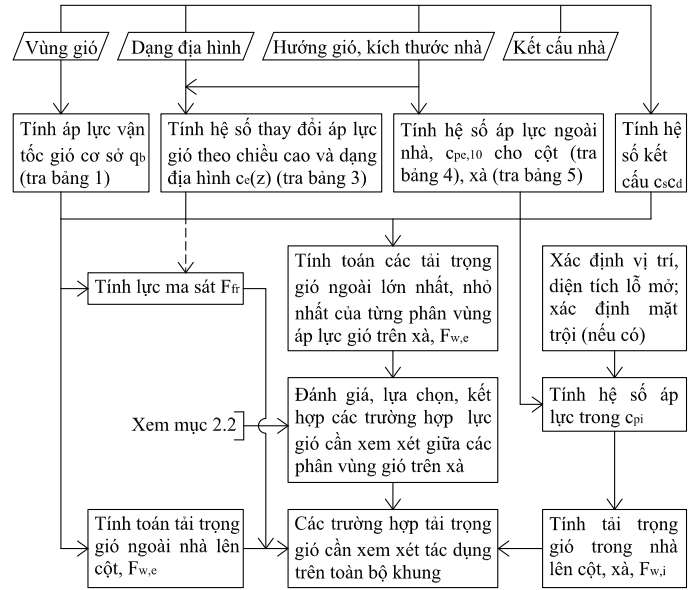 Vùng gió
Dạng địa hình
Hướng gió, kích thước nhà
Kết cấu nhà
Tính áp lực vận
tốc gió cơ sở qb
(tra bảng 1)
Tính hệ số thay đổi áp lực
gió theo chiều cao và dạng
địa hình ce(z) (tra bảng 3)
Tính hệ số áp lực ngoài
nhà, cpe,10 cho cột (tra
bảng 4), xà (tra bảng 5)
Tính hệ
số kết
cấu cscd
Tính lực ma sát Ffr
Tính toán các tải trọng
gió ngoài lớn nhất, nhỏ
nhất của từng phân vùng
áp lực gió trên xà, Fw,e
Xác định vị trí,
diện tích lỗ mở;
xác định mặt
trội (nếu có)
Xem mục 2.2
Đánh giá, lựa chọn, kết
hợp các trường hợp lực
gió cần xem xét giữa các
phân vùng gió trên xà
Tính hệ số áp
lực trong cpi
Tính toán tải trọng
gió ngoài nhà lên
cột, Fw,e
Các trường hợp tải trọng
gió cần xem xét tác dụng
trên toàn bộ khung
Tính tải trọng
gió trong nhà
lên cột, xà, Fw,i